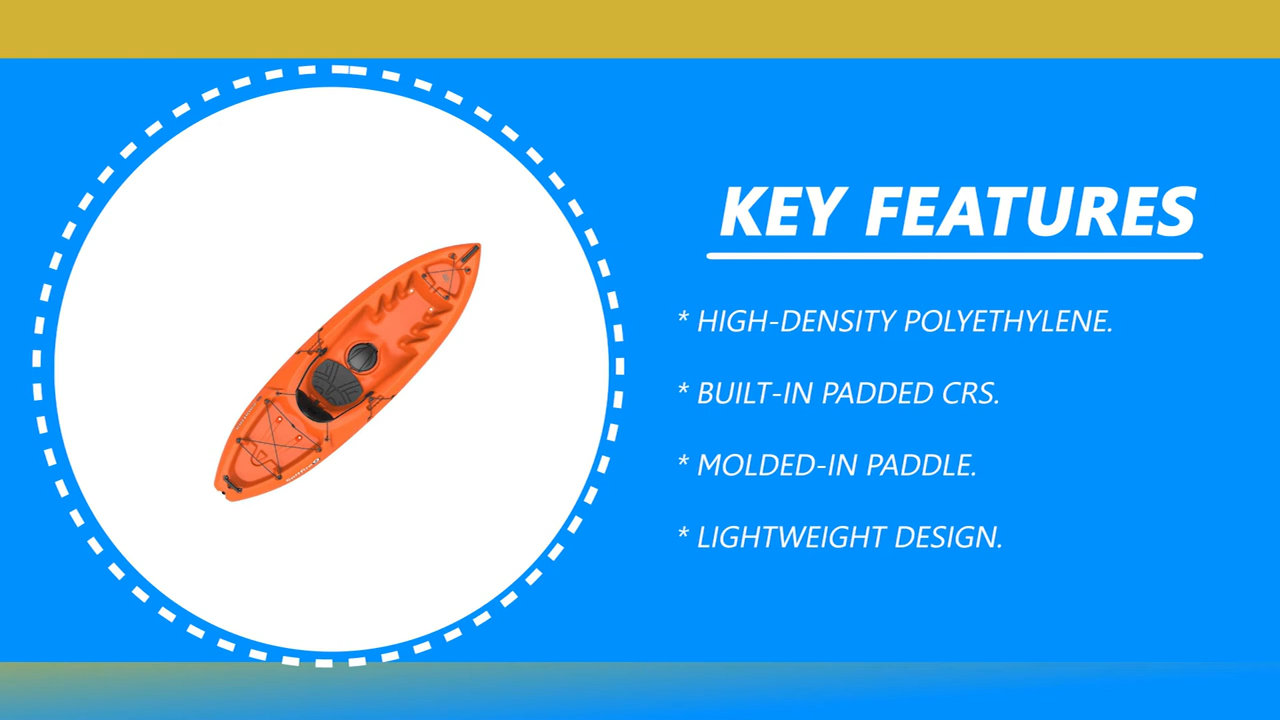 KEY FEATURES
* HIGH-DENSITY POLYETHYLENE.
* BUILT-IN PADDED CRS.
* MOLDED-IN PADDLE.
* LIGHTWEIGHT DESIGN.